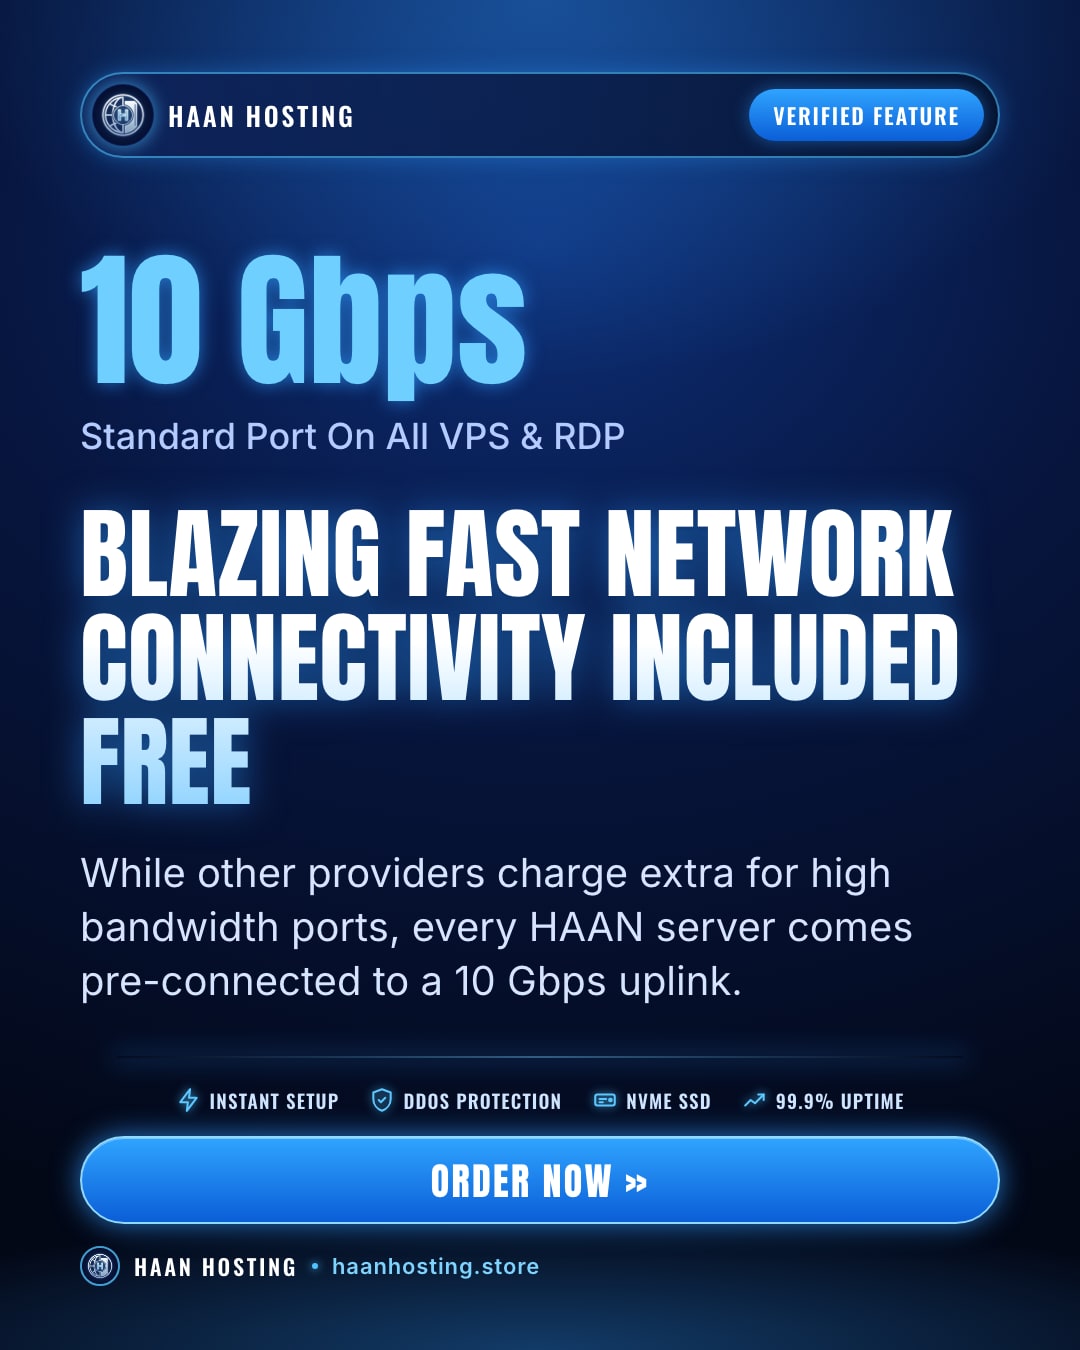 HAAN HOSTING
VERIFIED FEATURE
10 Gbps
Standard Port On All VPS & RDP
BLAZING FAST NETWORK
CONNECTIVITY INCLUDED
FREE
While other providers charge extra for high
bandwidth ports, every HAAN server comes
pre-connected to a 10 Gbps uplink.
INSTANT SETUP
DDOS PROTECTION
NVME SSD
99.9% UPTIME
ORDER NOW »
HAAN HOSTING • haanhosting.store